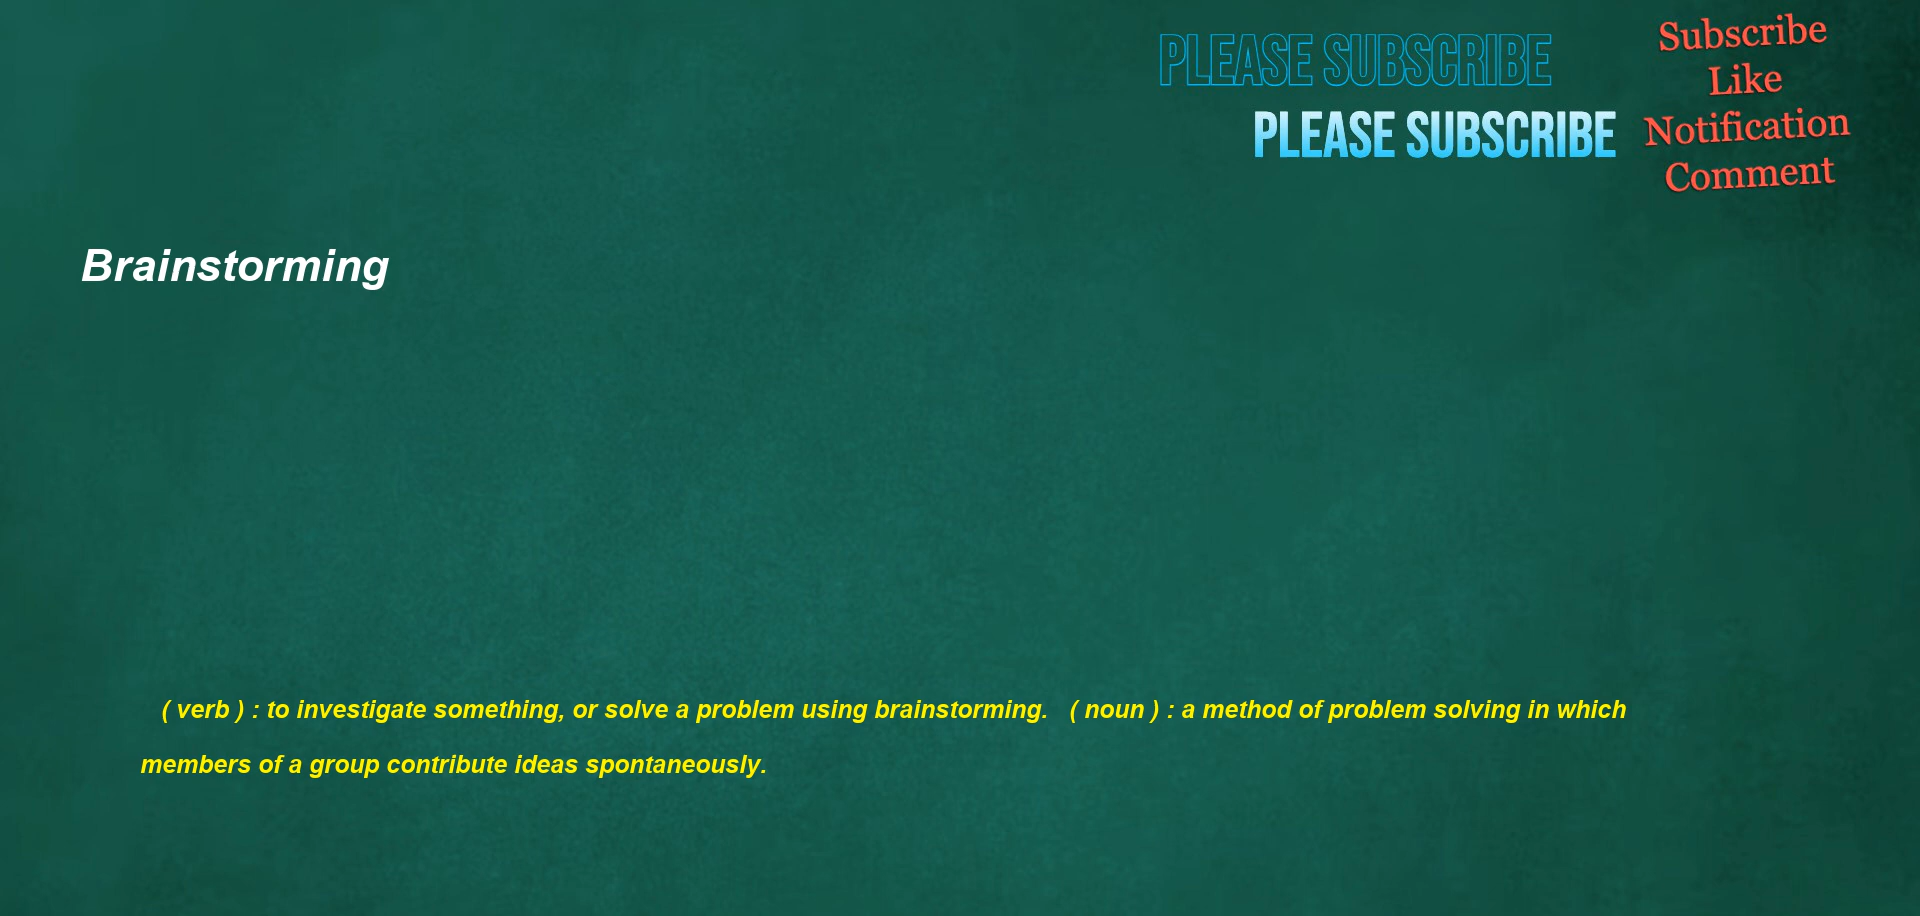 PLEASE SUBSCRIBE
PLEASE SUBSCRIBE
Subscribe
Like
Notification
Comment
Brainstorming
( verb ) : to investigate something, or solve a problem using brainstorming.   ( noun ) : a method of problem solving in which
members of a group contribute ideas spontaneously.